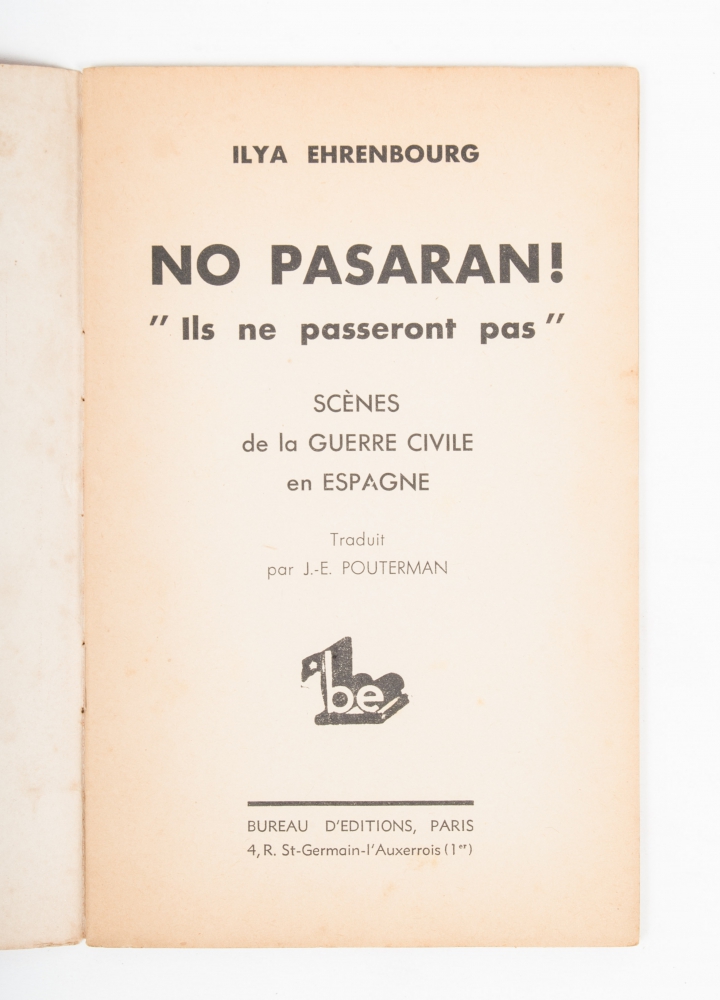 ILYA EHRENBOURG
NO PASARAN!
"Ils ne passeront pas"
SCÈNES
de la GUERRE CIVILE
en ESPAGNE
Traduit
par J.-E. POUTERMAN
be
BUREAU D'EDITIONS, PARIS
4, R. St-Germain-l'Auxerrois (1er)